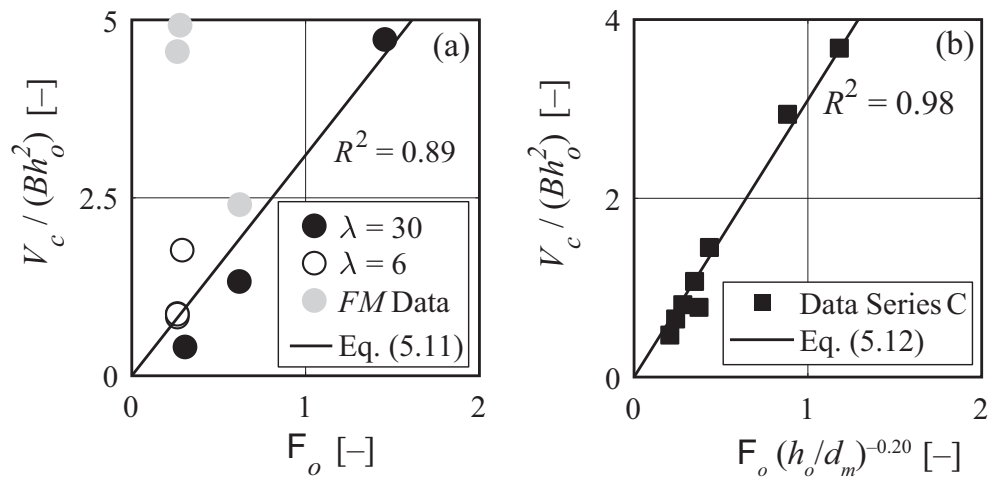 (a)
5
2.5
0
V_c / (Bh_o^2) [–]
R^2 = 0.89
λ = 30
λ = 6
FM Data
Eq. (5.11)
0 1 2
F_o [–]
(b)
4
2
0
V_c / (Bh_o^2) [–]
R^2 = 0.98
Data Series C
Eq. (5.12)
0 1 2
F_o (h_o/d_m)^–0.20 [–]